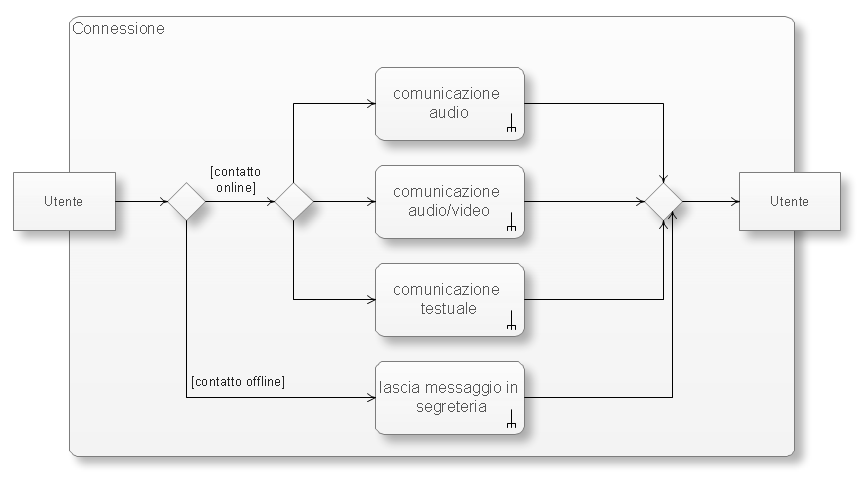 Connessione
comunicazione
audio
[contatto
online]
comunicazione
audio/video
Utente
Utente
comunicazione
testuale
[contatto offline]
lascia messaggio in
segreteria